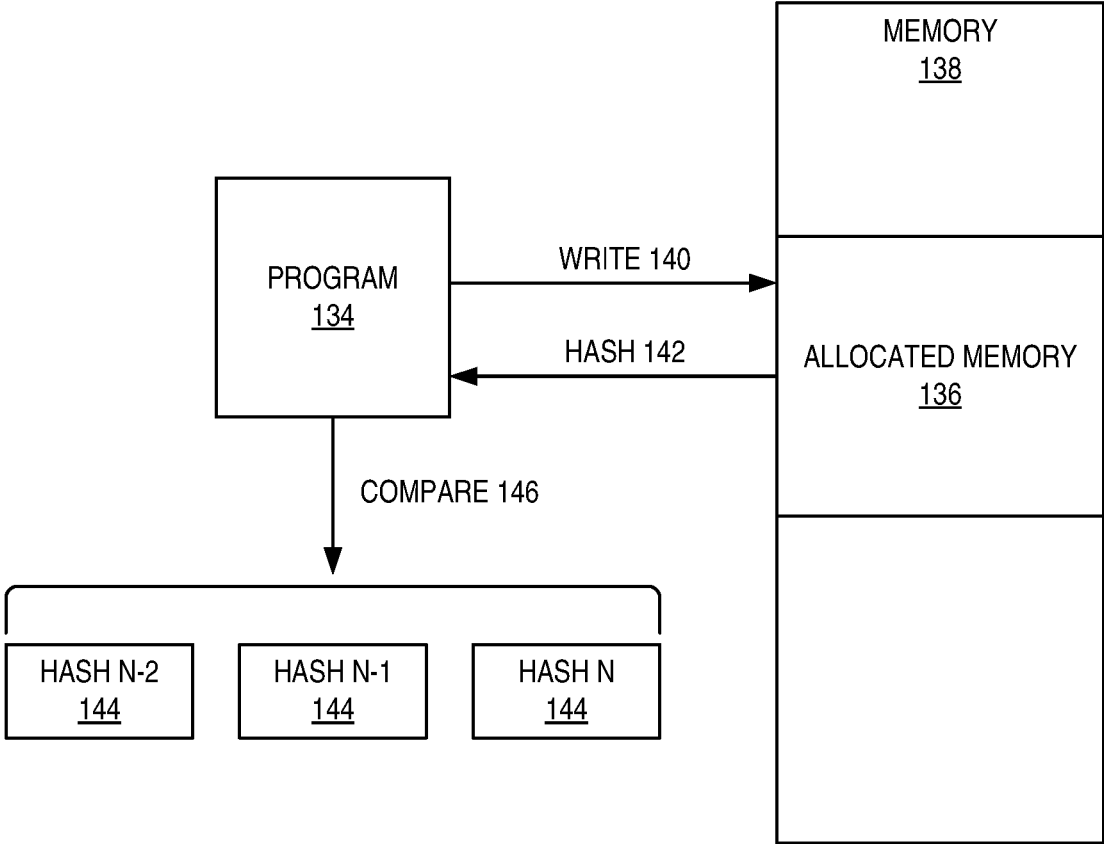 MEMORY
138
PROGRAM
134
WRITE 140
HASH 142
ALLOCATED MEMORY
136
COMPARE 146
HASH N-2
144
HASH N-1
144
HASH N
144